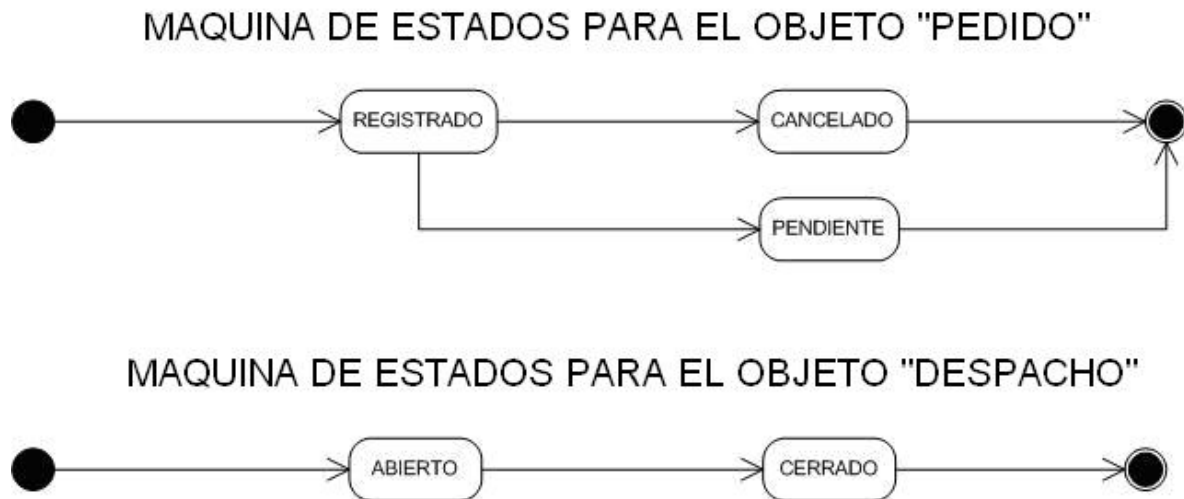 MAQUINA DE ESTADOS PARA EL OBJETO "PEDIDO"
REGISTRADO
CANCELADO
PENDIENTE
MAQUINA DE ESTADOS PARA EL OBJETO "DESPACHO"
ABIERTO
CERRADO